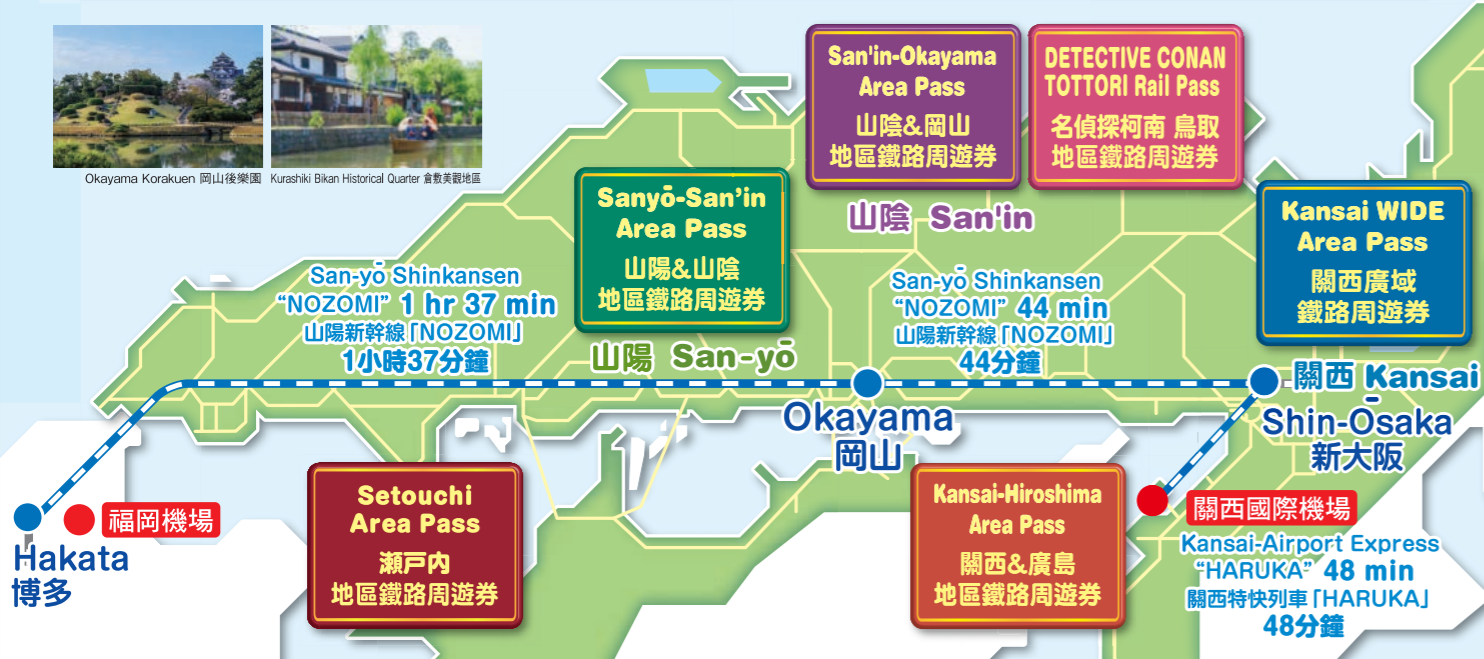 Okayama Korakuen 岡山後樂園
Kurashiki Bikan Historical Quarter 倉敷美觀地區
San'in-Okayama
Area Pass
山陰&岡山
地區鐵路周遊券
DETECTIVE CONAN
TOTTORI Rail Pass
名偵探柯南 鳥取
地區鐵路周遊券
Sanyō-San’in
Area Pass
山陽&山陰
地區鐵路周遊券
山陰 San'in
Kansai WIDE
Area Pass
關西廣域
鐵路周遊券
San-yō Shinkansen
“NOZOMI” 1 hr 37 min
山陽新幹線「NOZOMI」
1小時37分鐘
San-yō Shinkansen
“NOZOMI” 44 min
山陽新幹線「NOZOMI」
44分鐘
山陽 San-yō
關西 Kansai
Okayama
岡山
Shin-Ōsaka
新大阪
Setouchi
Area Pass
瀬戸内
地區鐵路周遊券
Kansai-Hiroshima
Area Pass
關西&廣島
地區鐵路周遊券
福岡機場
Hakata
博多
關西國際機場
Kansai-Airport Express
“HARUKA” 48 min
關西特快列車「HARUKA」
48分鐘